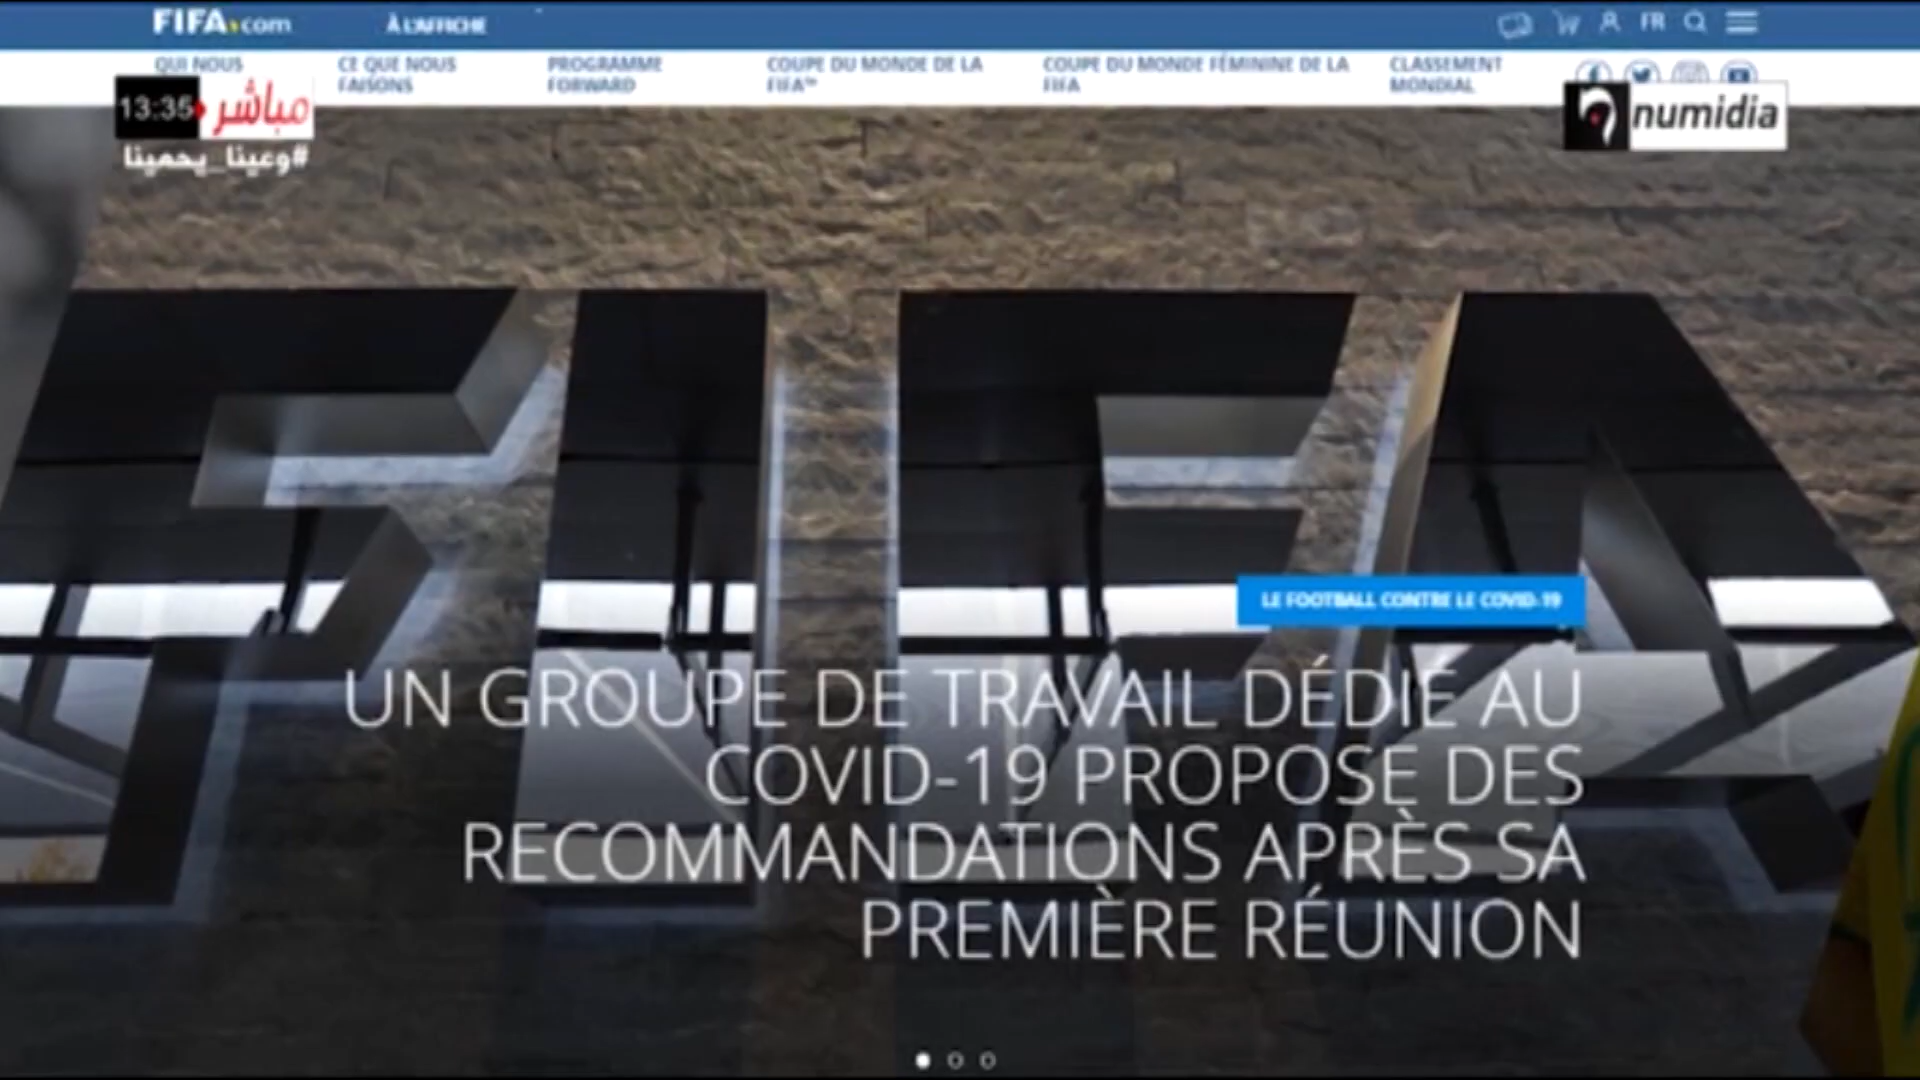 FIFA.com
À L'AFFICHE
FR
QUI NOUS
CE QUE NOUS
FAISONS
PROGRAMME
FORWARD
COUPE DU MONDE DE LA
FIFA™
COUPE DU MONDE FÉMININE DE LA
FIFA
CLASSEMENT
MONDIAL
13:35
مباشر
#وعينا_يحمينا
numidia
FIFA
LE FOOTBALL CONTRE LE COVID-19
UN GROUPE DE TRAVAIL DÉDIÉ AU
COVID-19 PROPOSE DES
RECOMMANDATIONS APRÈS SA
PREMIÈRE RÉUNION